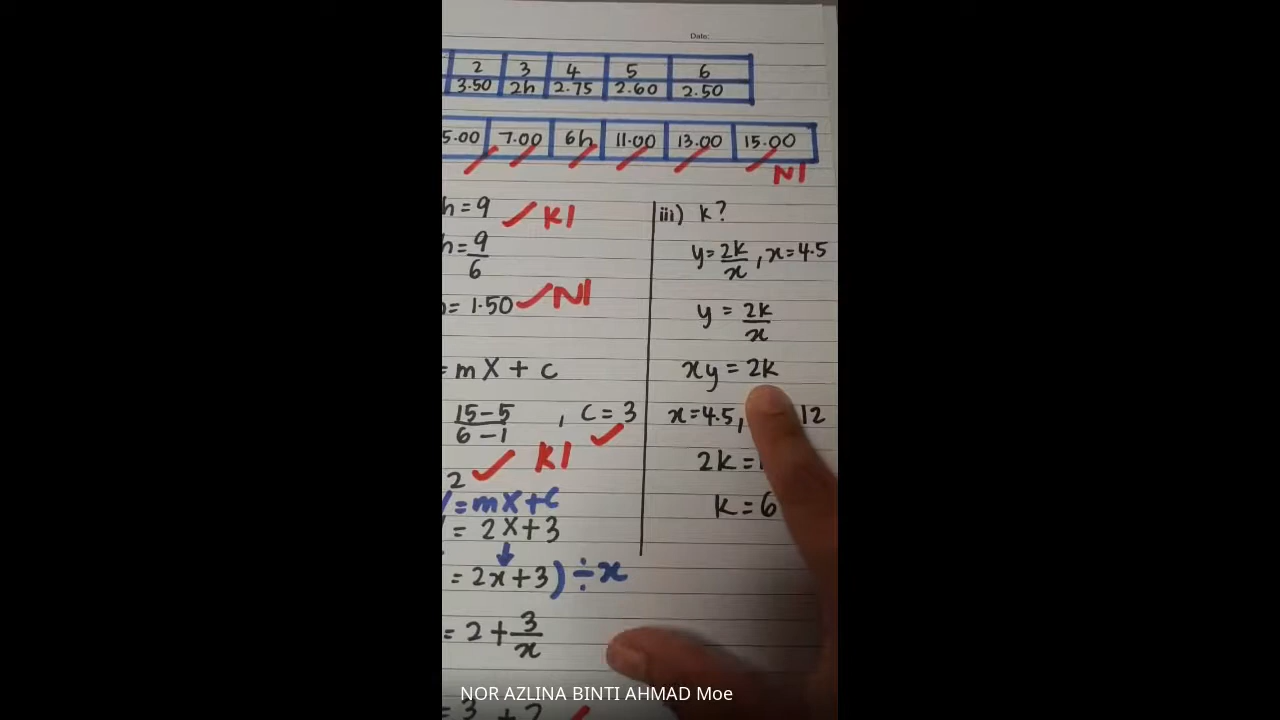 Date:
2 3 4 5 6
3.50 2h 2.75 2.60 2.50
5.00 7.00 6h 11.00 13.00 15.00
N1
h = 9 K1
h = 9/6
= 1.50 N1
= mX + c
15-5/6-1 , c = 3
K1
2
= mX + c
= 2X + 3
= 2x + 3) ÷ x
= 2 + 3/x
= 3 + 2
iii) k?
y = 2k/x , x = 4.5
y = 2k/x
xy = 2k
x = 4.5, 12
2k =
k = 6
NOR AZLINA BINTI AHMAD Moe